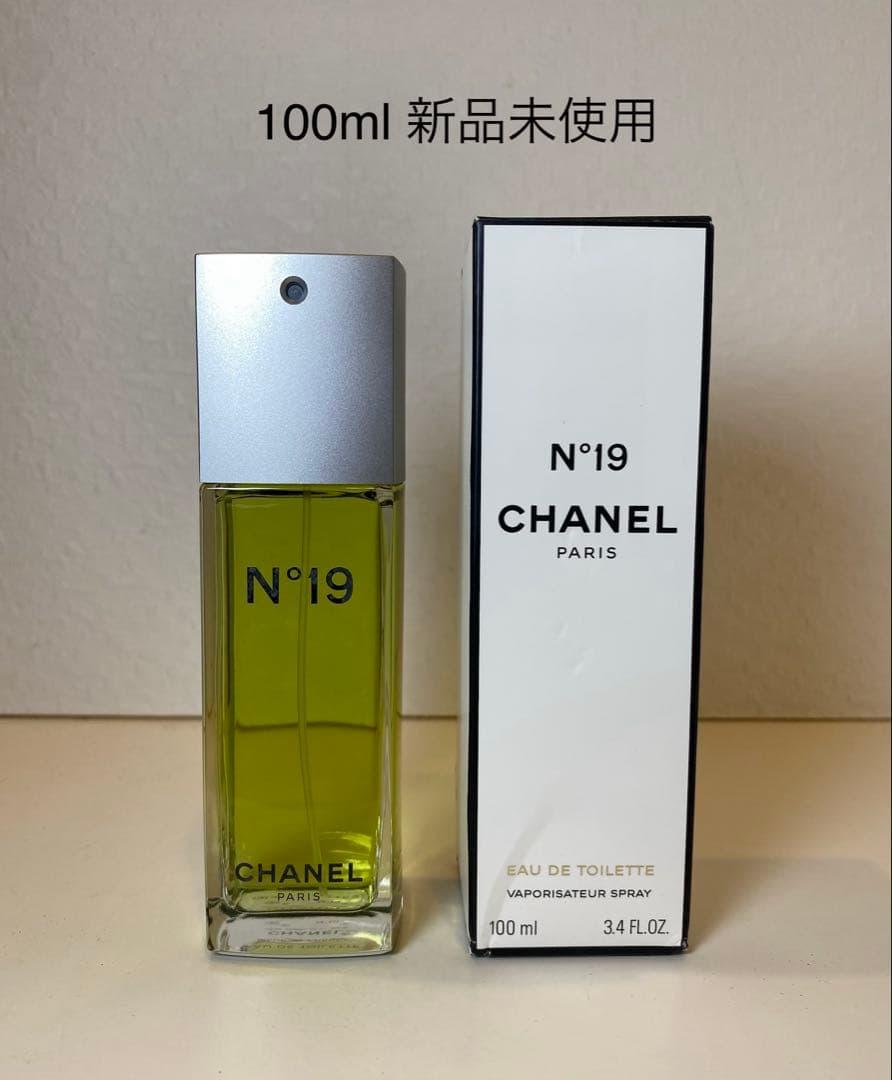 100ml 新品未使用
N°19
CHANEL
PARIS
N°19
CHANEL
PARIS
EAU DE TOILETTE
VAPORISATEUR SPRAY
100 ml 3.4 FL.OZ.